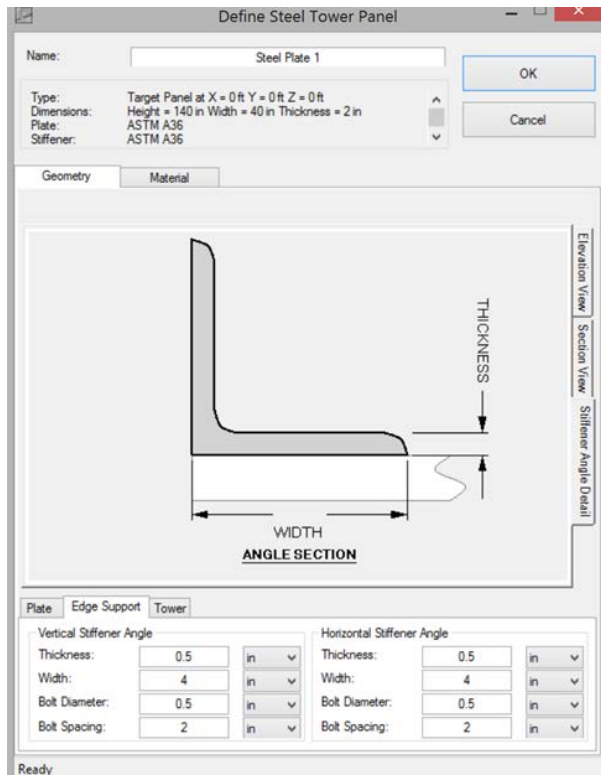 Define Steel Tower Panel
Name:
Steel Plate 1
OK
Cancel
Type: Target Panel at X = 0 ft Y = 0 ft Z = 0 ft
Dimensions: Height = 140 in Width = 40 in Thickness = 2 in
Plate: ASTM A36
Stiffener: ASTM A36
Geometry Material
Elevation View
Section View
Stiffener Angle Detail
THICKNESS
WIDTH
ANGLE SECTION
Plate Edge Support Tower
Vertical Stiffener Angle
Thickness: 0.5 in
Width: 4 in
Bolt Diameter: 0.5 in
Bolt Spacing: 2 in
Horizontal Stiffener Angle
Thickness: 0.5 in
Width: 4 in
Bolt Diameter: 0.5 in
Bolt Spacing: 2 in
Ready